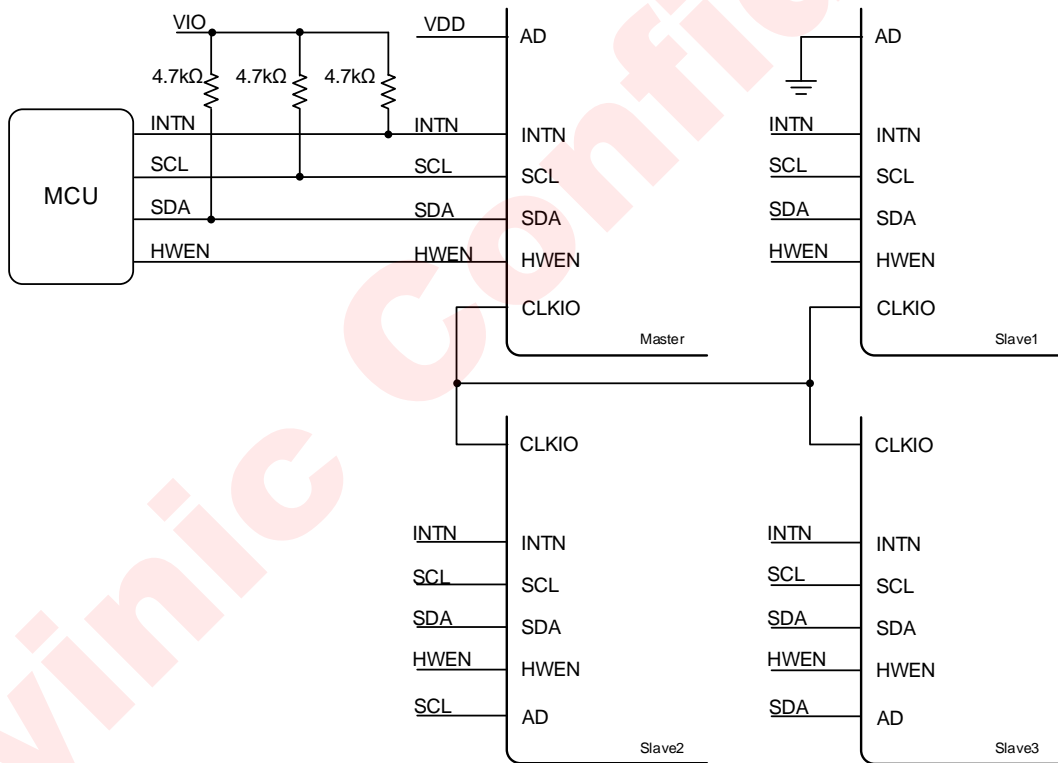 VIO
VDD
AD
AD
4.7kΩ
4.7kΩ
4.7kΩ
MCU
INTN
INTN
INTN
INTN
INTN
SCL
SCL
SCL
SCL
SCL
SDA
SDA
SDA
SDA
SDA
HWEN
HWEN
HWEN
HWEN
HWEN
CLKIO
CLKIO
Master
Slave1
CLKIO
CLKIO
INTN
INTN
INTN
INTN
SCL
SCL
SCL
SCL
SDA
SDA
SDA
SDA
HWEN
HWEN
HWEN
HWEN
SCL
AD
SDA
AD
Slave2
Slave3
vinic Confi